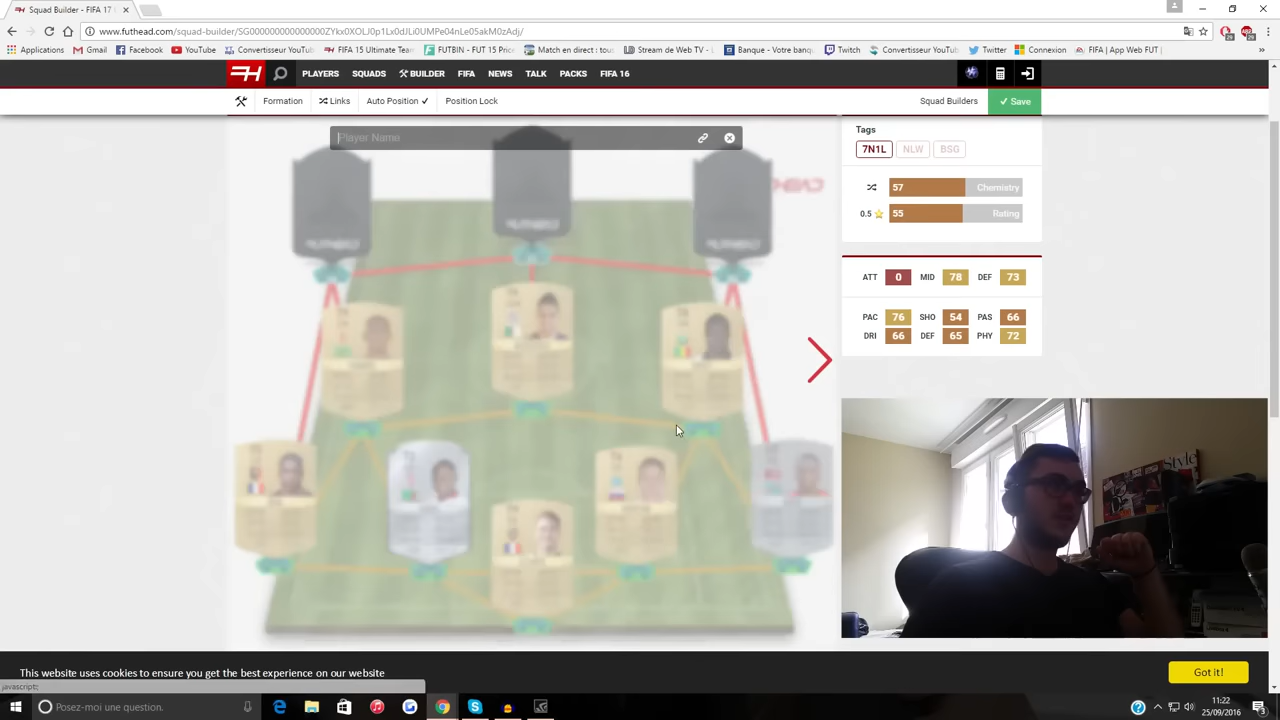 Squad Builder - FIFA 17
www.futhead.com/squad-builder/SG000000000000000ZYkx0XOLJ0p1Lx0dJLi0UMPe04nLe05akM0zAdj/
Applications Gmail Facebook YouTube Convertisseur YouTu FIFA 15 Ultimate Tea FUTBIN - FUT 15 Pric Match en direct : tous Stream de Web TV - L Banque - Votre banq Twitch Convertisseur YouTu Twitter Connexion FIFA | App Web FUT |
PLAYERS SQUADS BUILDER FIFA NEWS TALK PACKS FIFA 16
Formation Links Auto Position ✓ Position Lock Squad Builders ✓ Save
Player Name
Tags
7N1L NLW BSG
57 Chemistry
0.5 55 Rating
ATT 0 MID 78 DEF 73
PAC 76 SHO 54 PAS 66
DRI 66 DEF 65 PHY 72
Style
This website uses cookies to ensure you get the best experience on our website Got it!
javascript:;
Posez-moi une question.
11:22
25/09/2016